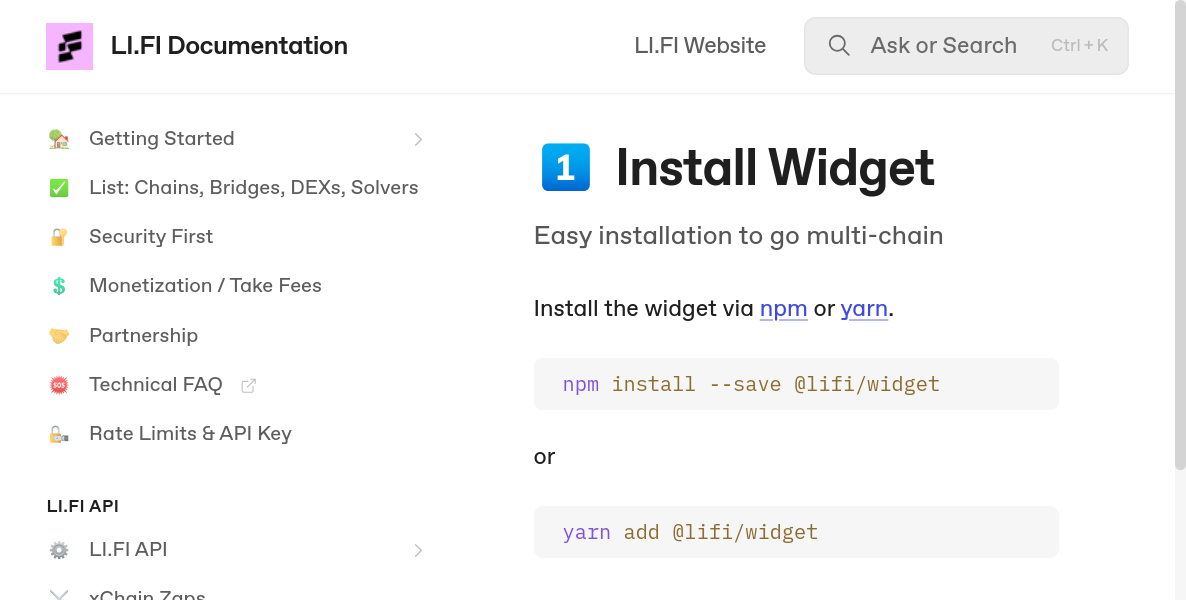 LI.FI Documentation
LI.FI Website
Ask or Search
Ctrl + K
Getting Started
List: Chains, Bridges, DEXs, Solvers
Security First
Monetization / Take Fees
Partnership
Technical FAQ
Rate Limits & API Key
LI.FI API
LI.FI API
xChain Zaps
1 Install Widget
Easy installation to go multi-chain
Install the widget via npm or yarn.
npm install --save @lifi/widget
or
yarn add @lifi/widget